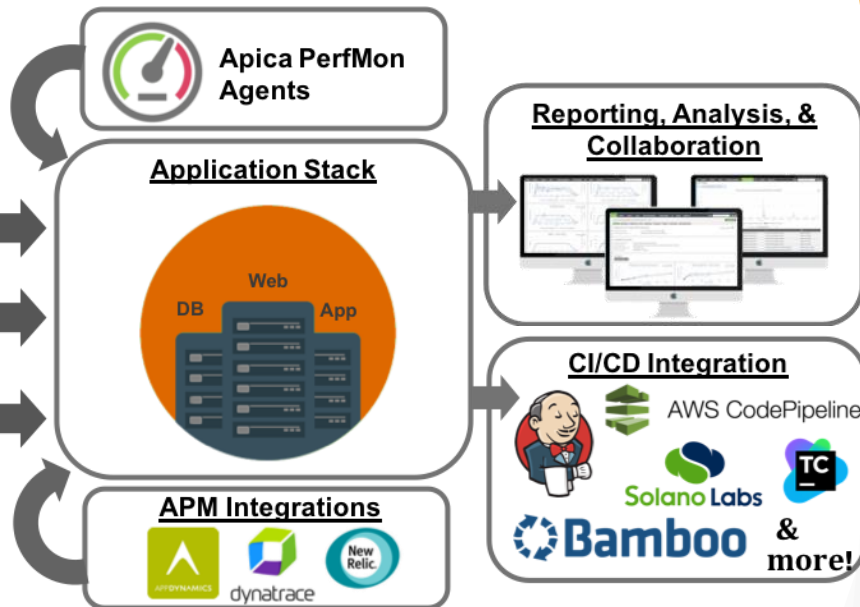 Apica PerfMon
Agents
Application Stack
Web
DB
App
APM Integrations
APPDYNAMICS
dynatrace
New
Relic.
Reporting, Analysis, &
Collaboration
CI/CD Integration
AWS CodePipeline
Solano Labs
TC
Bamboo
&
more!